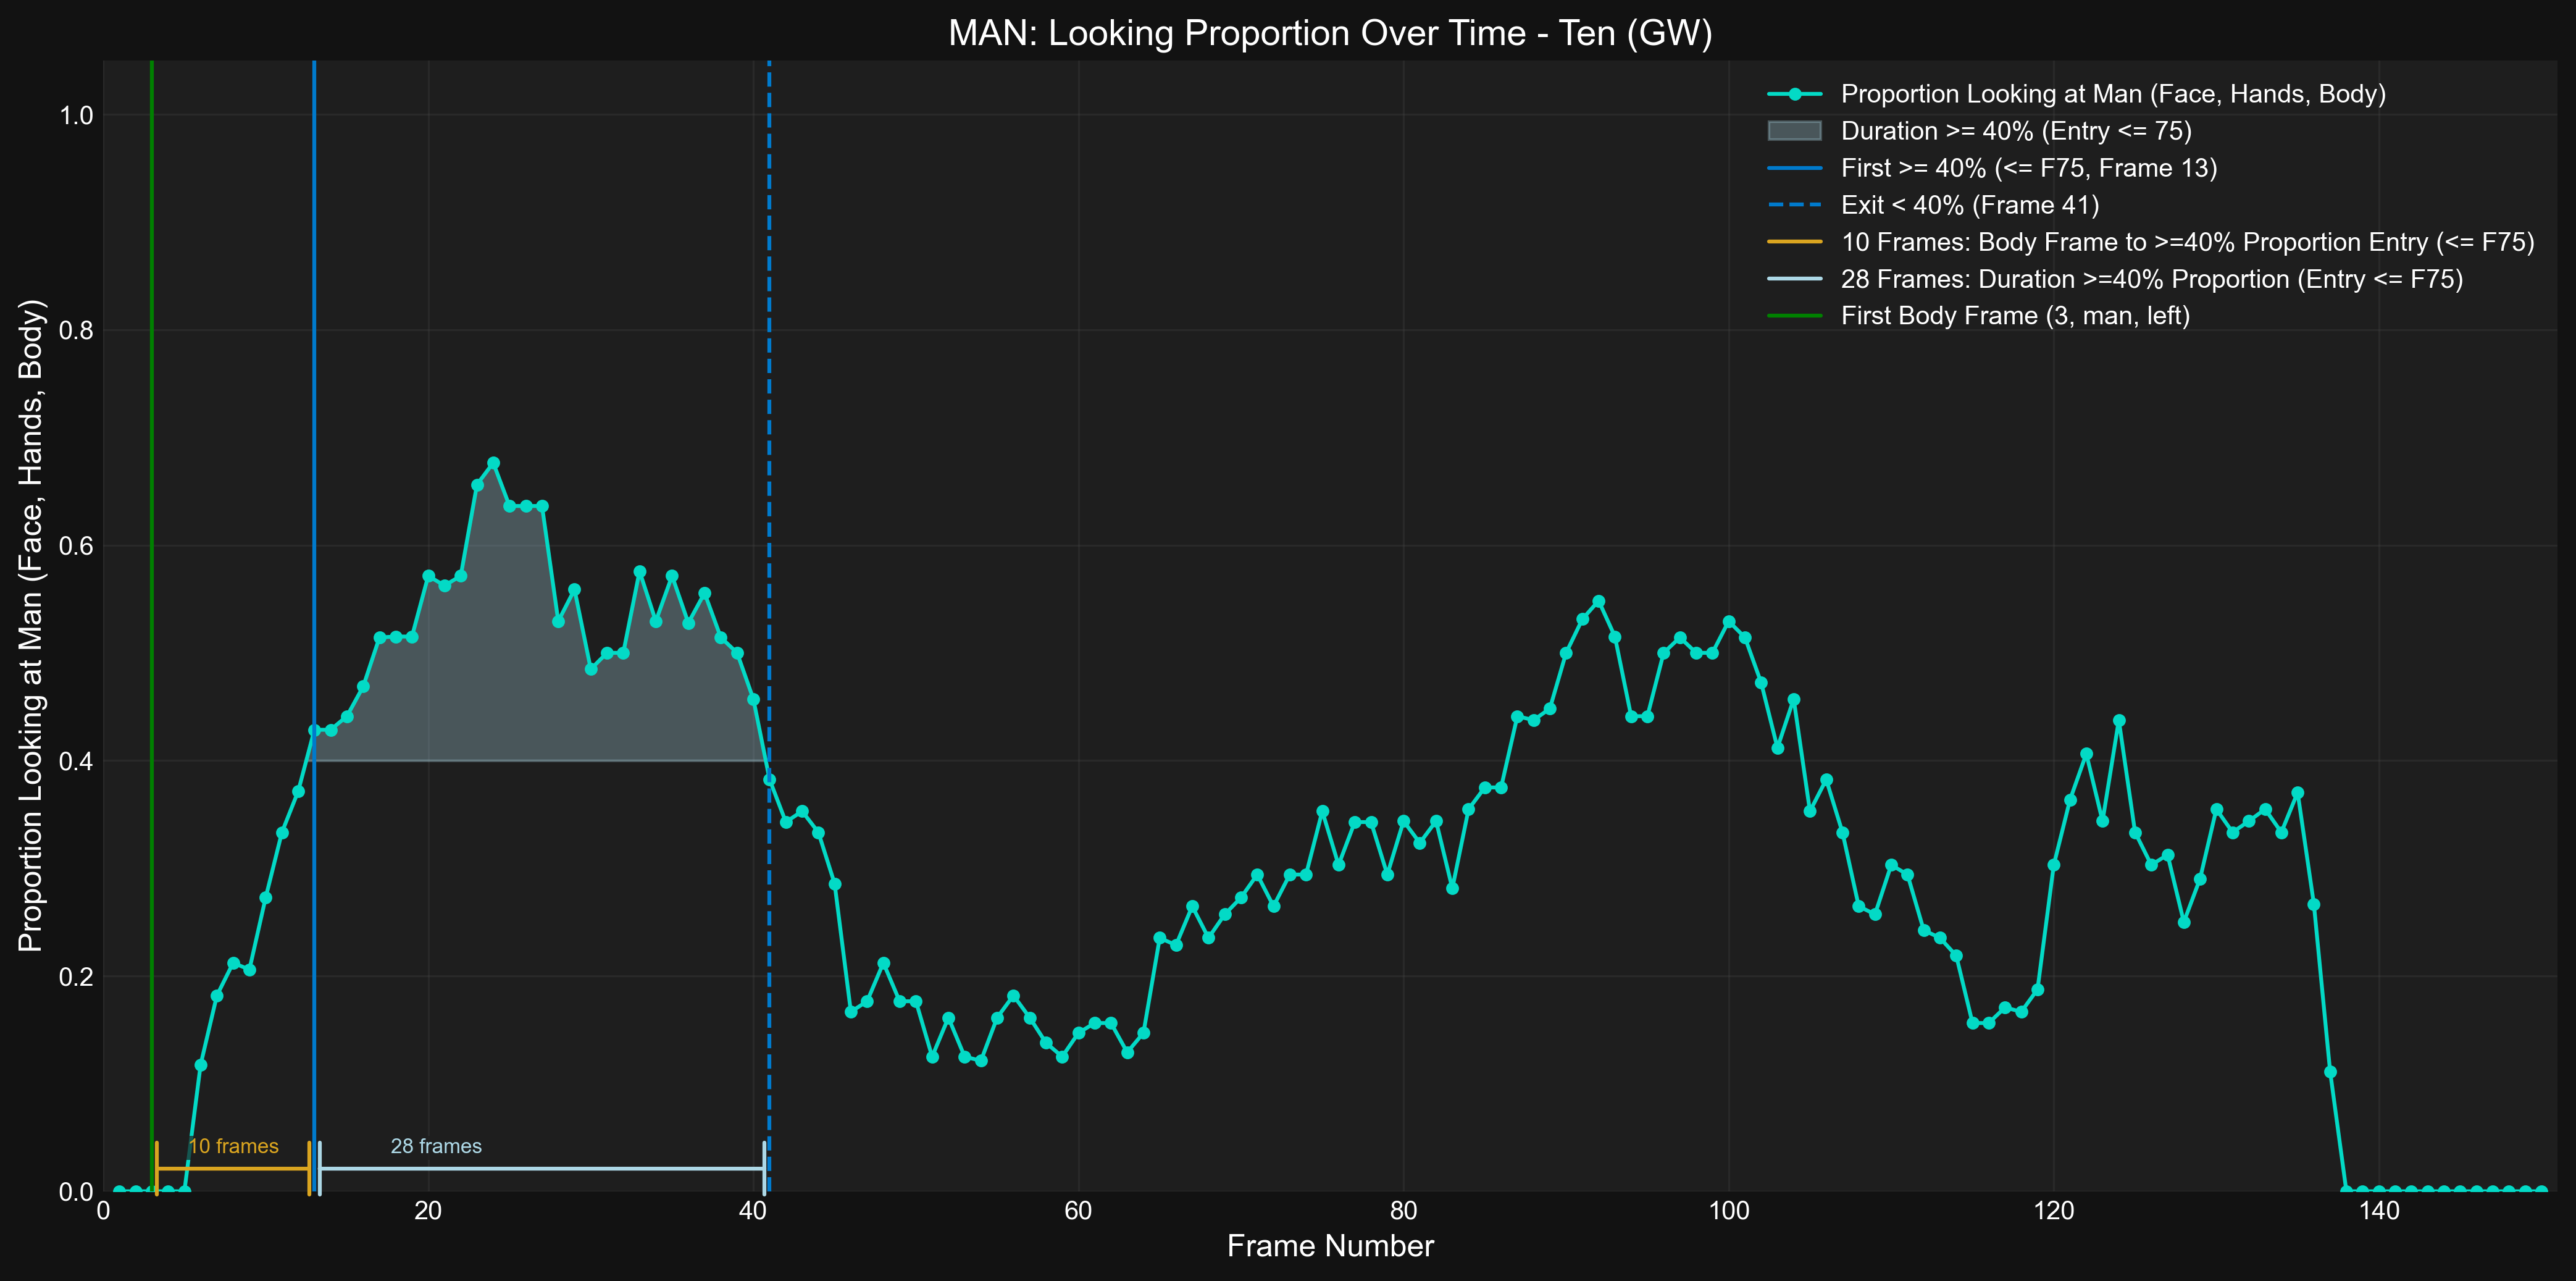 MAN: Looking Proportion Over Time - Ten (GW)
Proportion Looking at Man (Face, Hands, Body)
Duration >= 40% (Entry <= 75)
First >= 40% (<= F75, Frame 13)
Exit < 40% (Frame 41)
10 Frames: Body Frame to >=40% Proportion Entry (<= F75)
28 Frames: Duration >=40% Proportion (Entry <= F75)
First Body Frame (3, man, left)
Proportion Looking at Man (Face, Hands, Body)
1.0
0.8
0.6
0.4
0.2
0.0
10 frames
28 frames
0 20 40 60 80 100 120 140
Frame Number